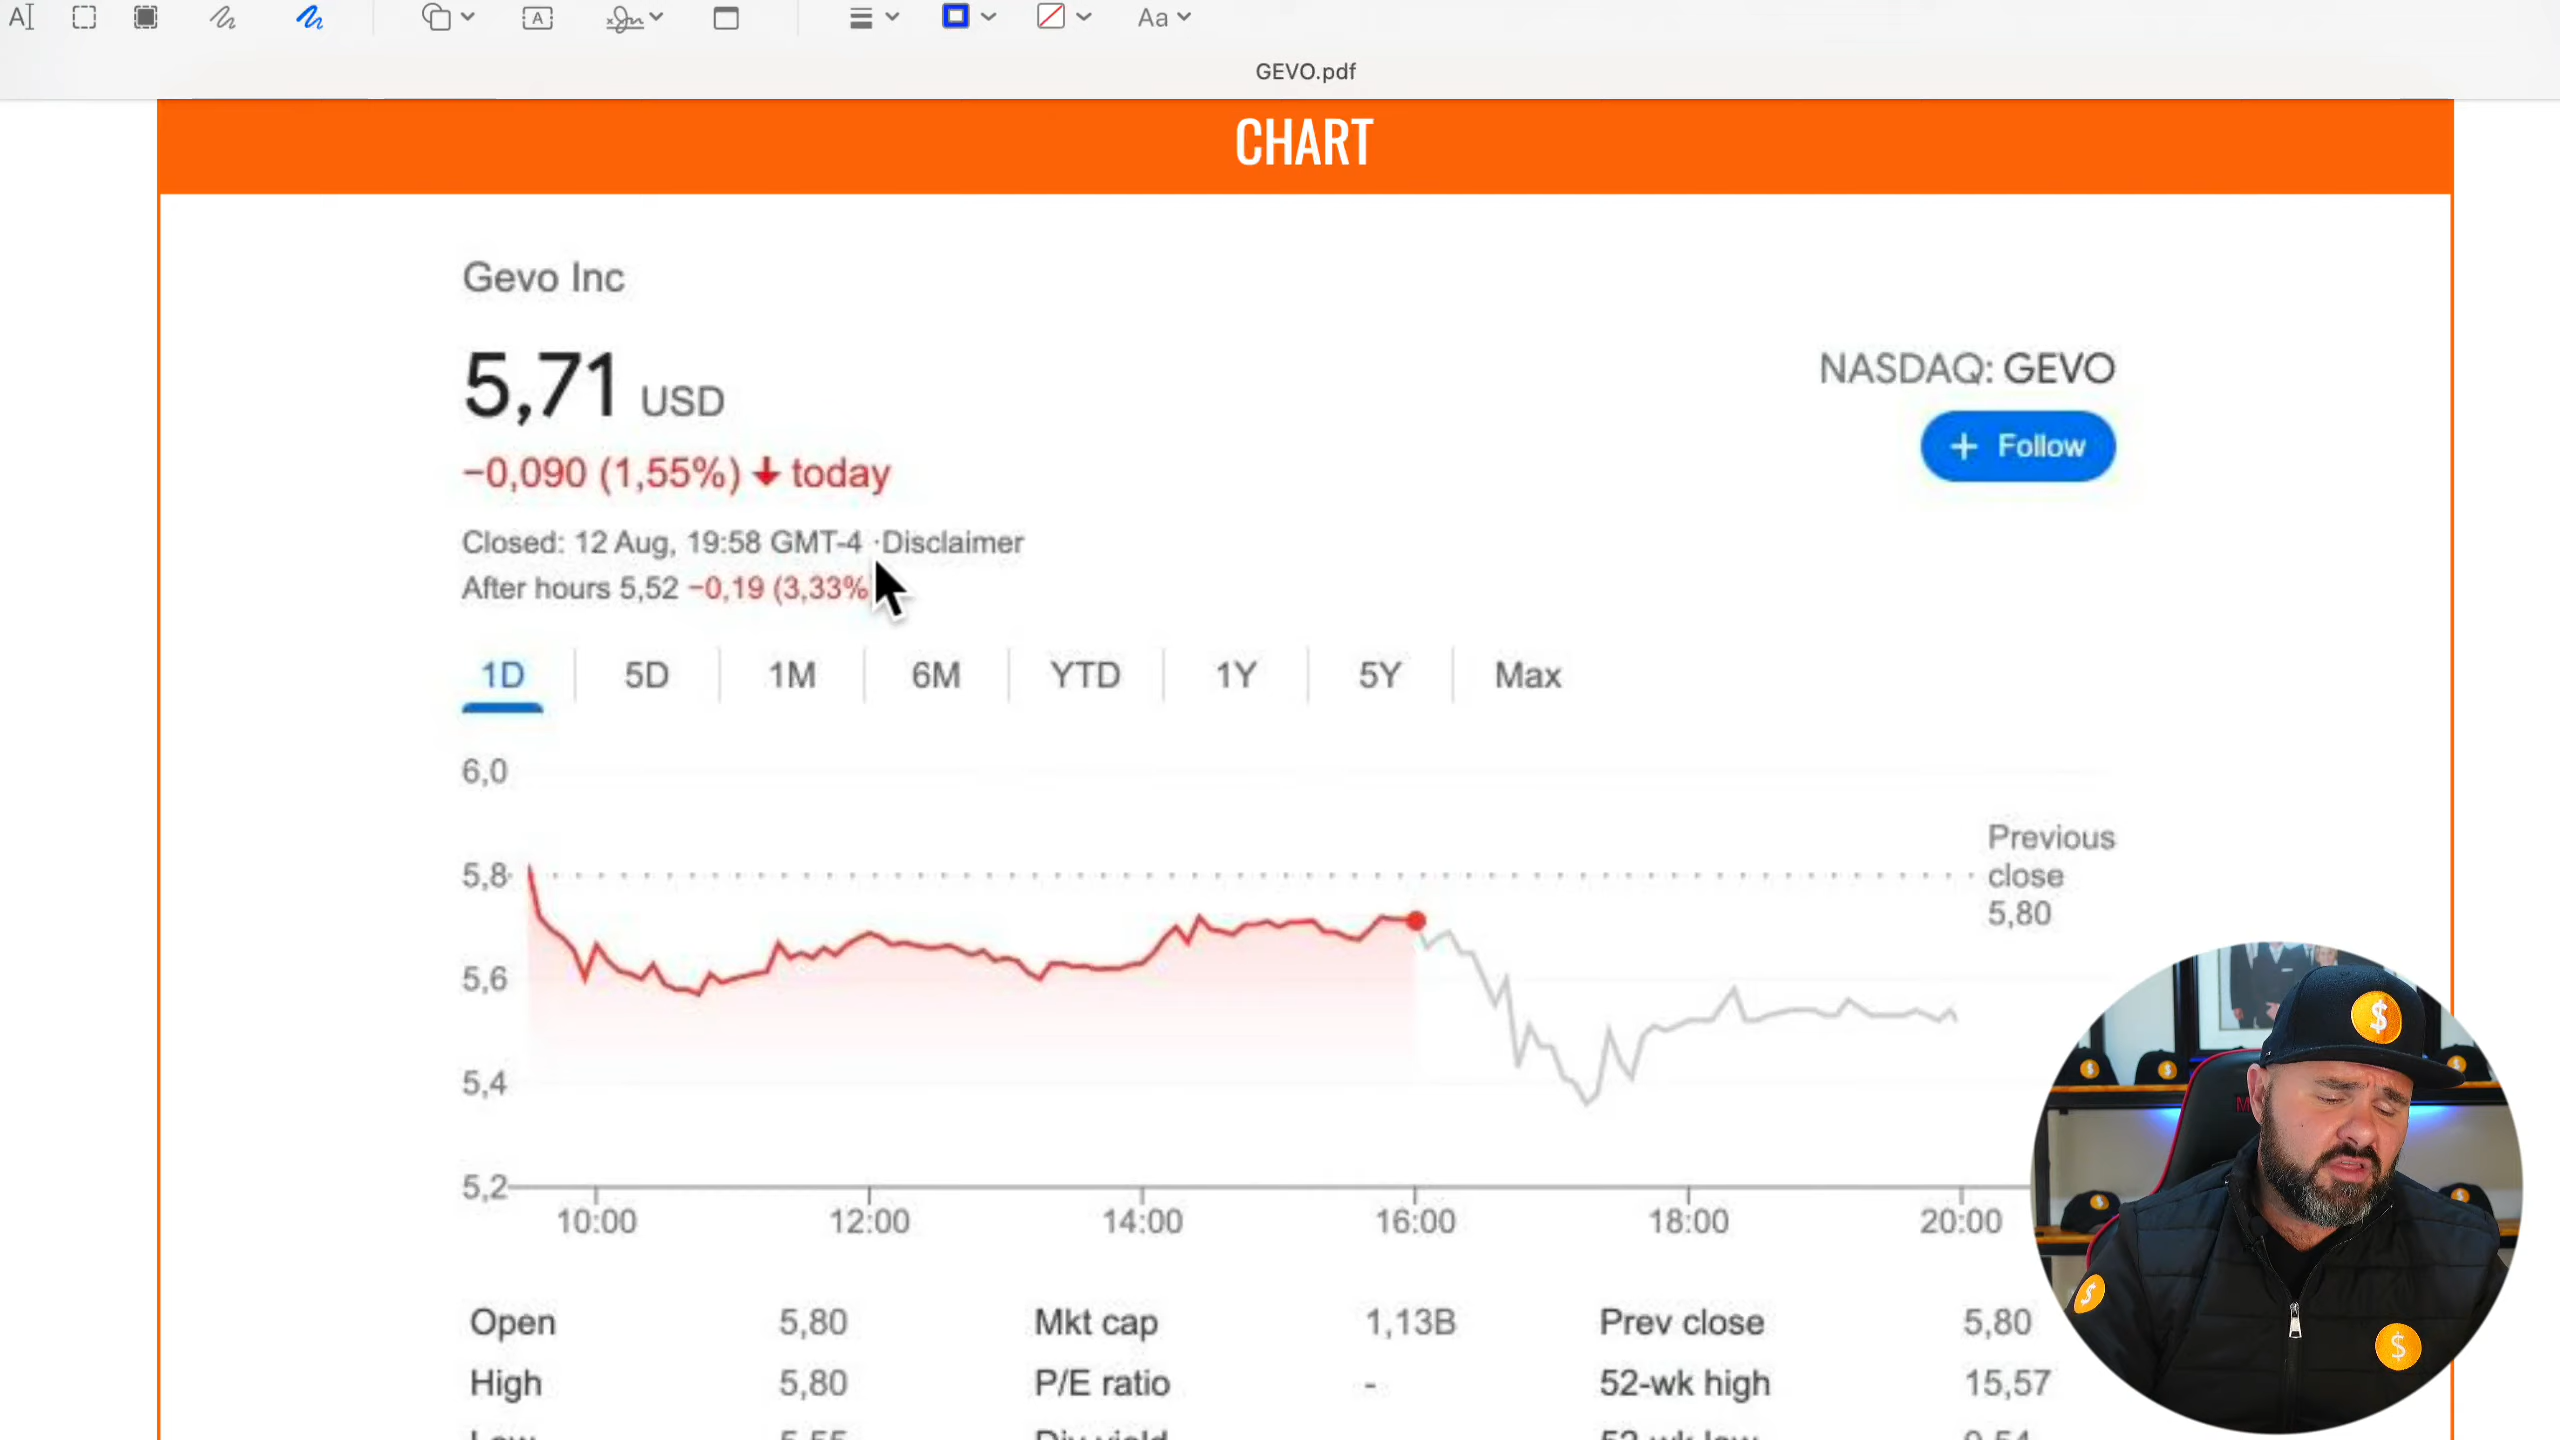 GEVO.pdf
CHART
Gevo Inc
5,71 USD
NASDAQ: GEVO
+ Follow
−0,090 (1,55%) ↓ today
Closed: 12 Aug, 19:58 GMT-4 ·Disclaimer
After hours 5,52 −0,19 (3,33%
1D 5D 1M 6M YTD 1Y 5Y Max
6,0
5,8
Previous
close
5,80
5,6
5,4
5,2
10:00 12:00 14:00 16:00 18:00 20:00
Open 5,80 Mkt cap 1,13B Prev close 5,80
High 5,80 P/E ratio - 52-wk high 15,57